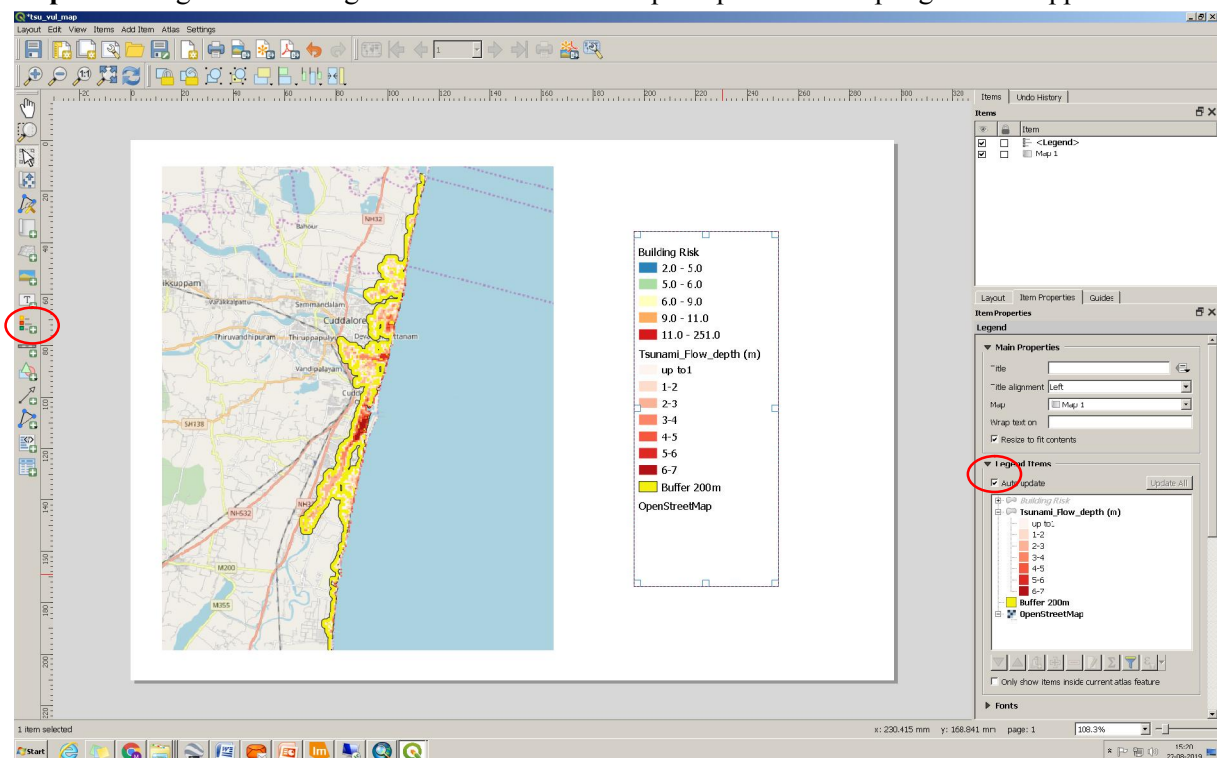 *tsu_vul_map
Layout Edit View Items Add Item Atlas Settings
1
Items Undo History
Items
Item
<Legend>
Map 1
Bahour
NH32
iksuppam
Varakkalpattu
Semmandalam
Cuddalore
Thiruvandhipuram
Vandipalayam
SH138
NH532
M200
M355
Building Risk
2.0 - 5.0
5.0 - 6.0
6.0 - 9.0
9.0 - 11.0
11.0 - 251.0
Tsunami_Flow_depth (m)
up to1
1-2
2-3
3-4
4-5
5-6
6-7
Buffer 200m
OpenStreetMap
Layout Item Properties Guides
Item Properties
Legend
Main Properties
Title
Title alignment Left
Map Map 1
Wrap text on
Resize to fit contents
Legend Items
Auto update Update All
Building Risk
Tsunami_Flow_depth (m)
up to1
1-2
2-3
3-4
4-5
5-6
6-7
Buffer 200m
OpenStreetMap
Only show items inside current atlas feature
Fonts
1 item selected
x: 230.415 mm y: 168.841 mm page: 1 108.3%
Start
15:20
22-08-2019